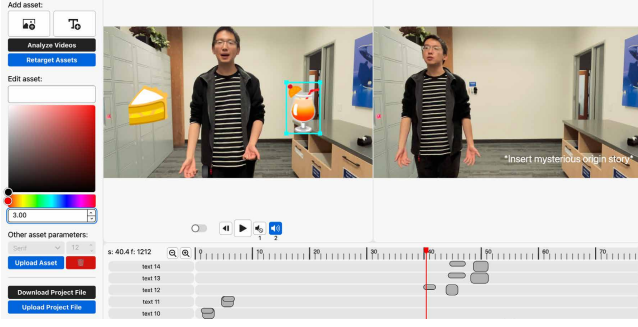 Add asset:
Analyze Videos
Retarget Assets
Edit asset:
3.00
Other asset parameters:
Serif 12
Upload Asset
Download Project File
Upload Project File
*Insert mysterious origin story*
1 2
s: 40.4 f: 1212
0 10 20 30 40 50 60 70
text 14
text 13
text 12
text 11
text 10